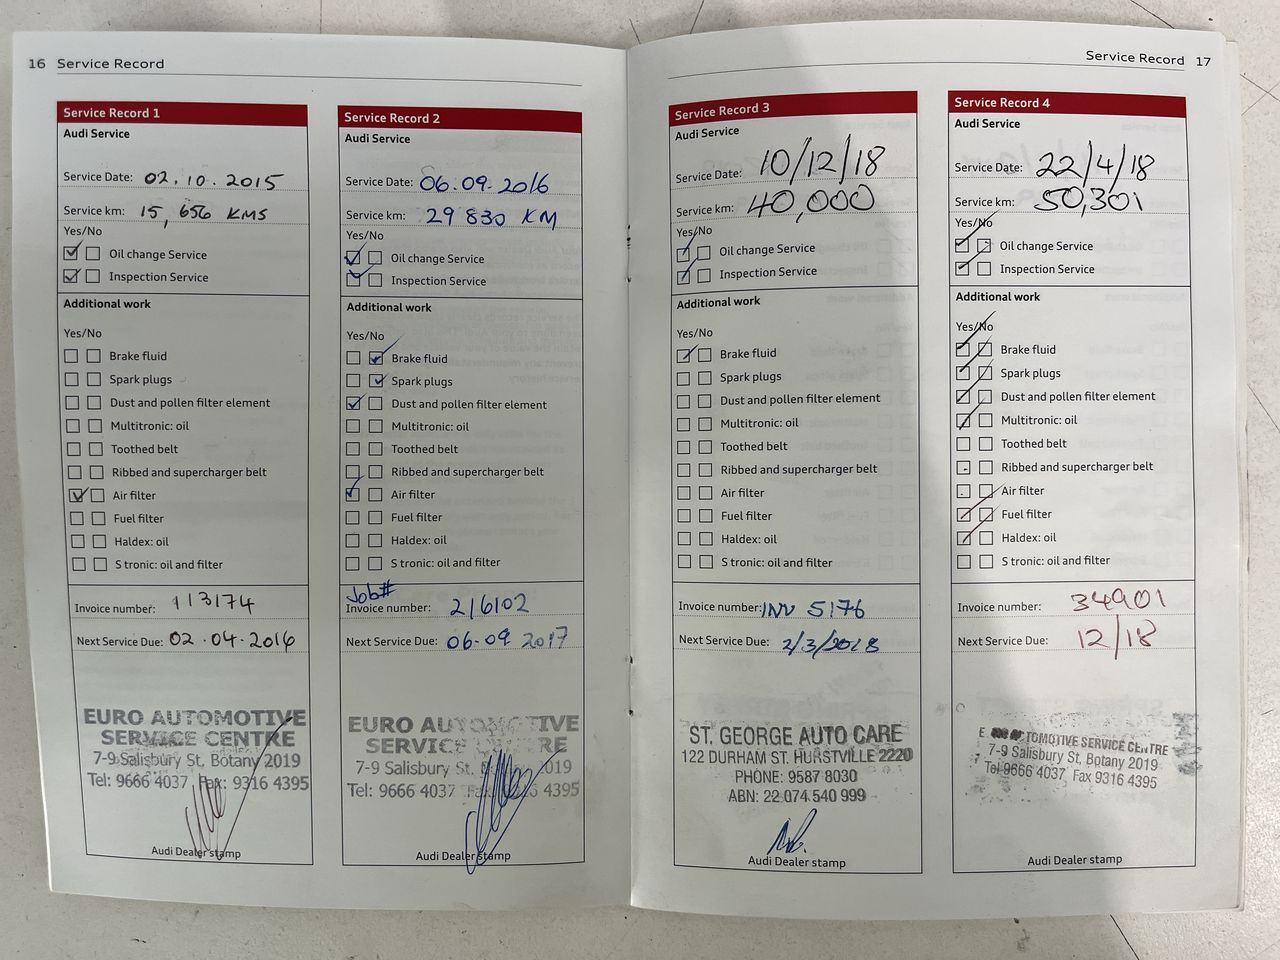 16 Service Record
Service Record 1
Audi Service
Service Date: 02.10.2015
Service km: 15,656 KMS
Yes/No
Oil change Service
Inspection Service
Additional work
Yes/No
Brake fluid
Spark plugs
Dust and pollen filter element
Multitronic: oil
Toothed belt
Ribbed and supercharger belt
Air filter
Fuel filter
Haldex: oil
S tronic: oil and filter
Invoice number: 113174
Next Service Due: 02.04.2016
EURO AUTOMOTIVE
SERVICE CENTRE
7-9 Salisbury St, Botany 2019
Tel: 9666 4037 Fax: 9316 4395
Audi Dealer stamp
Service Record 2
Audi Service
Service Date: 06.09.2016
Service km: 29 830 KM
Yes/No
Oil change Service
Inspection Service
Additional work
Yes/No
Brake fluid
Spark plugs
Dust and pollen filter element
Multitronic: oil
Toothed belt
Ribbed and supercharger belt
Air filter
Fuel filter
Haldex: oil
S tronic: oil and filter
Job#
Invoice number: 216102
Next Service Due: 06-09 2017
EURO AUTOMOTIVE
SERVICE CENTRE
7-9 Salisbury St, Botany 2019
Tel: 9666 4037 Fax: 9316 4395
Audi Dealer stamp
Service Record 17
Service Record 3
Audi Service
Service Date: 10/12/18
Service km: 40,000
Yes/No
Oil change Service
Inspection Service
Additional work
Yes/No
Brake fluid
Spark plugs
Dust and pollen filter element
Multitronic: oil
Toothed belt
Ribbed and supercharger belt
Air filter
Fuel filter
Haldex: oil
S tronic: oil and filter
Invoice number: INV 5176
Next Service Due: 2/3/2018
ST. GEORGE AUTO CARE
122 DURHAM ST. HURSTVILLE 2220
PHONE: 9587 8030
ABN: 22 074 540 999
Audi Dealer stamp
Service Record 4
Audi Service
Service Date: 22/4/18
Service km: 50,301
Yes/No
Oil change Service
Inspection Service
Additional work
Yes/No
Brake fluid
Spark plugs
Dust and pollen filter element
Multitronic: oil
Toothed belt
Ribbed and supercharger belt
Air filter
Fuel filter
Haldex: oil
S tronic: oil and filter
Invoice number: 34901
Next Service Due: 12/18
SERVICE CENTRE
7-9 Salisbury St, Botany 2019
Tel 9666 4037 Fax 9316 4395
Audi Dealer stamp